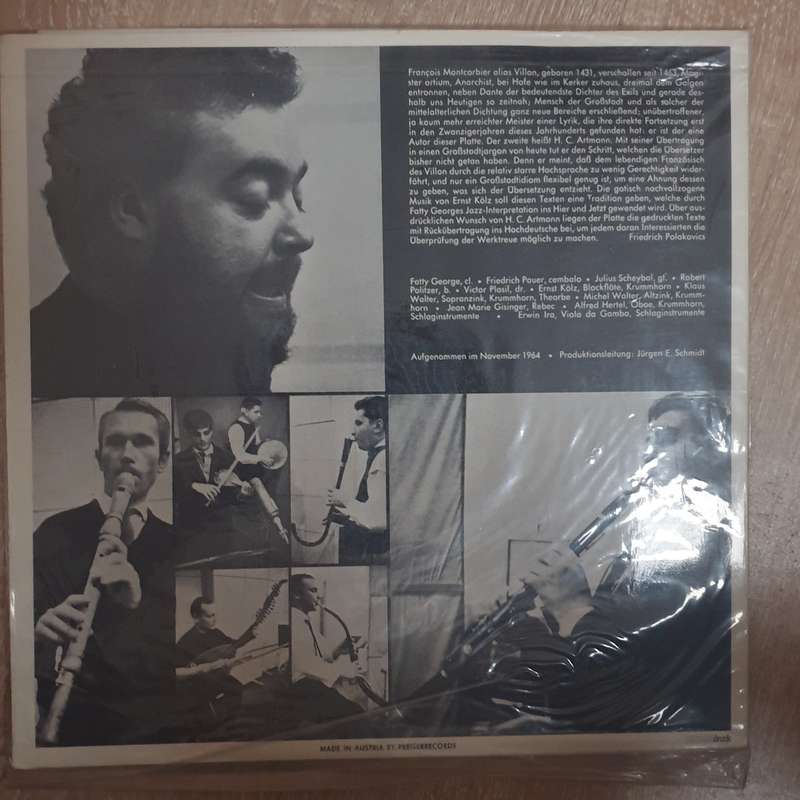 François Montcorbier alias Villon, geboren 1431, verschollen seit 1463, Magi-
ster artium, Anarchist, bei Hofe wie im Kerker zuhaus, dreimal dem Galgen
entronnen, neben Dante der bedeutendste Dichter des Exils und gerade des-
halb uns Heutigen so zeitnah; Mensch der Großstadt und als solcher der
mittelalterlichen Dichtung ganz neue Bereiche erschließend; unübertroffener,
ja kaum mehr erreichter Meister einer Lyrik, die ihre direkte Fortsetzung erst
in den Zwanzigerjahren dieses Jahrhunderts gefunden hat: er ist der eine
Autor dieser Platte. Der zweite heißt H. C. Artmann. Mit seiner Übertragung
in einen Großstadtjargon von heute tut er den Schritt, welchen die Übersetzer
bisher nicht getan haben. Denn er meint, daß dem lebendigen Französisch
des Villon durch die relativ starre Hochsprache zu wenig Gerechtigkeit wider-
fährt, und nur ein Großstadtidiom flexibel genug ist, um eine Ahnung dessen
zu geben, was sich der Übersetzung entzieht. Die gotisch nachvollzogene
Musik von Ernst Kölz soll diesen Texten eine Tradition geben, welche durch
Fatty Georges Jazz-Interpretation ins Hier und Jetzt gewendet wird. Über aus-
drücklichen Wunsch von H. C. Artmann liegen der Platte die gedruckten Texte
mit Rückübertragung ins Hochdeutsche bei, um jedem daran Interessierten die
Überprüfung der Werktreue möglich zu machen. Friedrich Polakovics
Fatty George, cl. • Friedrich Pauer, cembalo • Julius Scheybal, gf. • Robert
Politzer, b. • Victor Plasil, dr. • Ernst Kölz, Blockflöte, Krummhorn • Klaus
Walter, Sopranzink, Krummhorn, Theorbe • Michel Walter, Altzink, Krumm-
horn • Jean Marie Gisinger, Rebec • Alfred Hertel, Oboe, Krummhorn,
Schlaginstrumente • Erwin Ira, Viola da Gamba, Schlaginstrumente
Aufgenommen im November 1964 • Produktionsleitung: Jürgen E. Schmidt
MADE IN AUSTRIA BY PREISERRECORDS